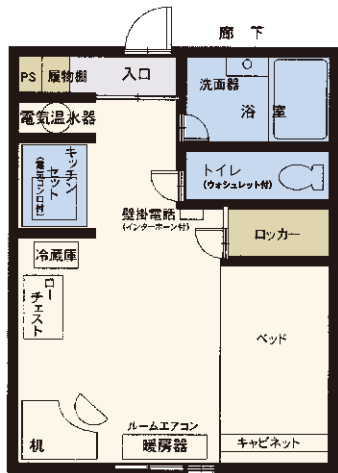 廊 下
PS
履物棚
入口
洗面器
浴 室
電気温水器
キッチン
セット
(電気コンロ付)
トイレ
(ウォシュレット付)
壁掛電話
(インターホーン付)
ロッカー
冷蔵庫
ロー
チェスト
ベッド
ルームエアコン
暖房器
机
キャビネット